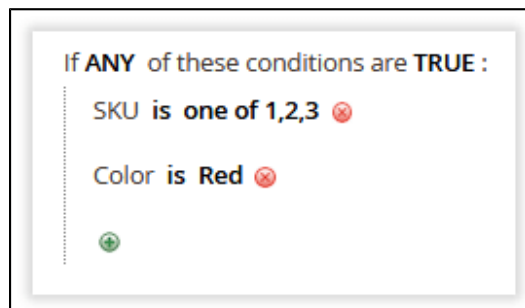 If ANY of these conditions are TRUE :
SKU is one of 1,2,3
Color is Red